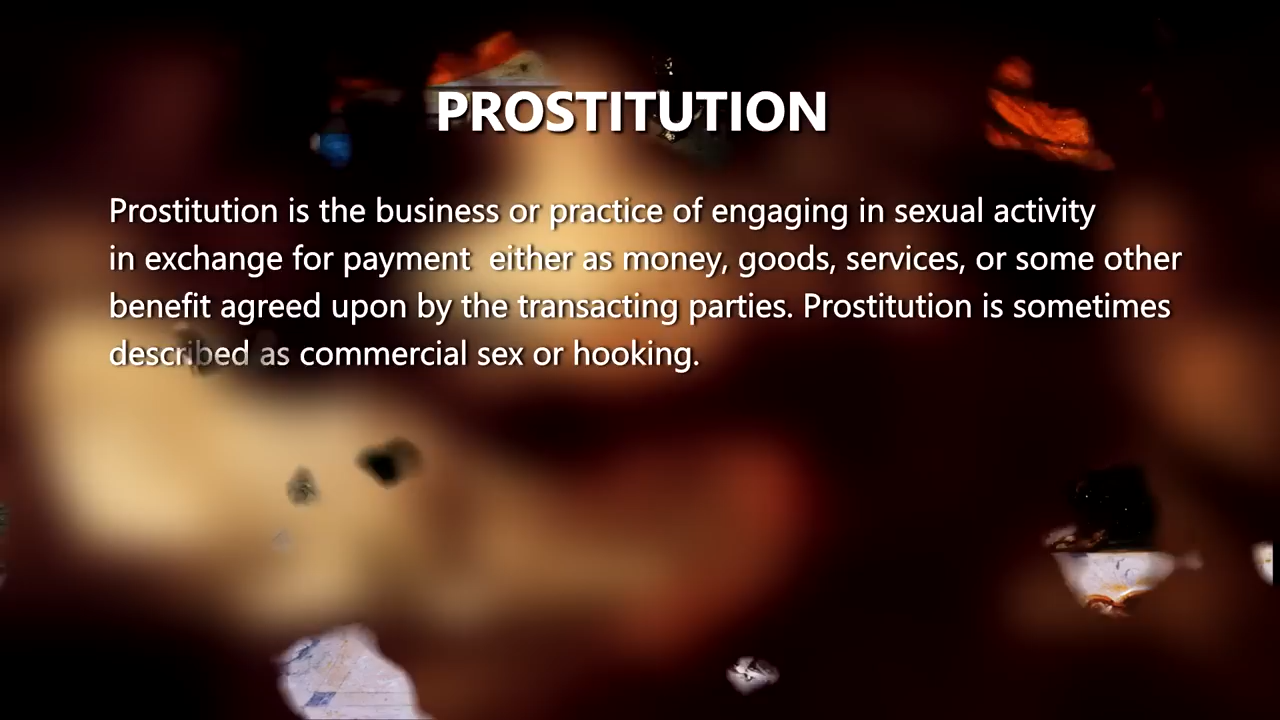 PROSTITUTION
Prostitution is the business or practice of engaging in sexual activity
in exchange for payment  either as money, goods, services, or some other
benefit agreed upon by the transacting parties. Prostitution is sometimes
described as commercial sex or hooking.